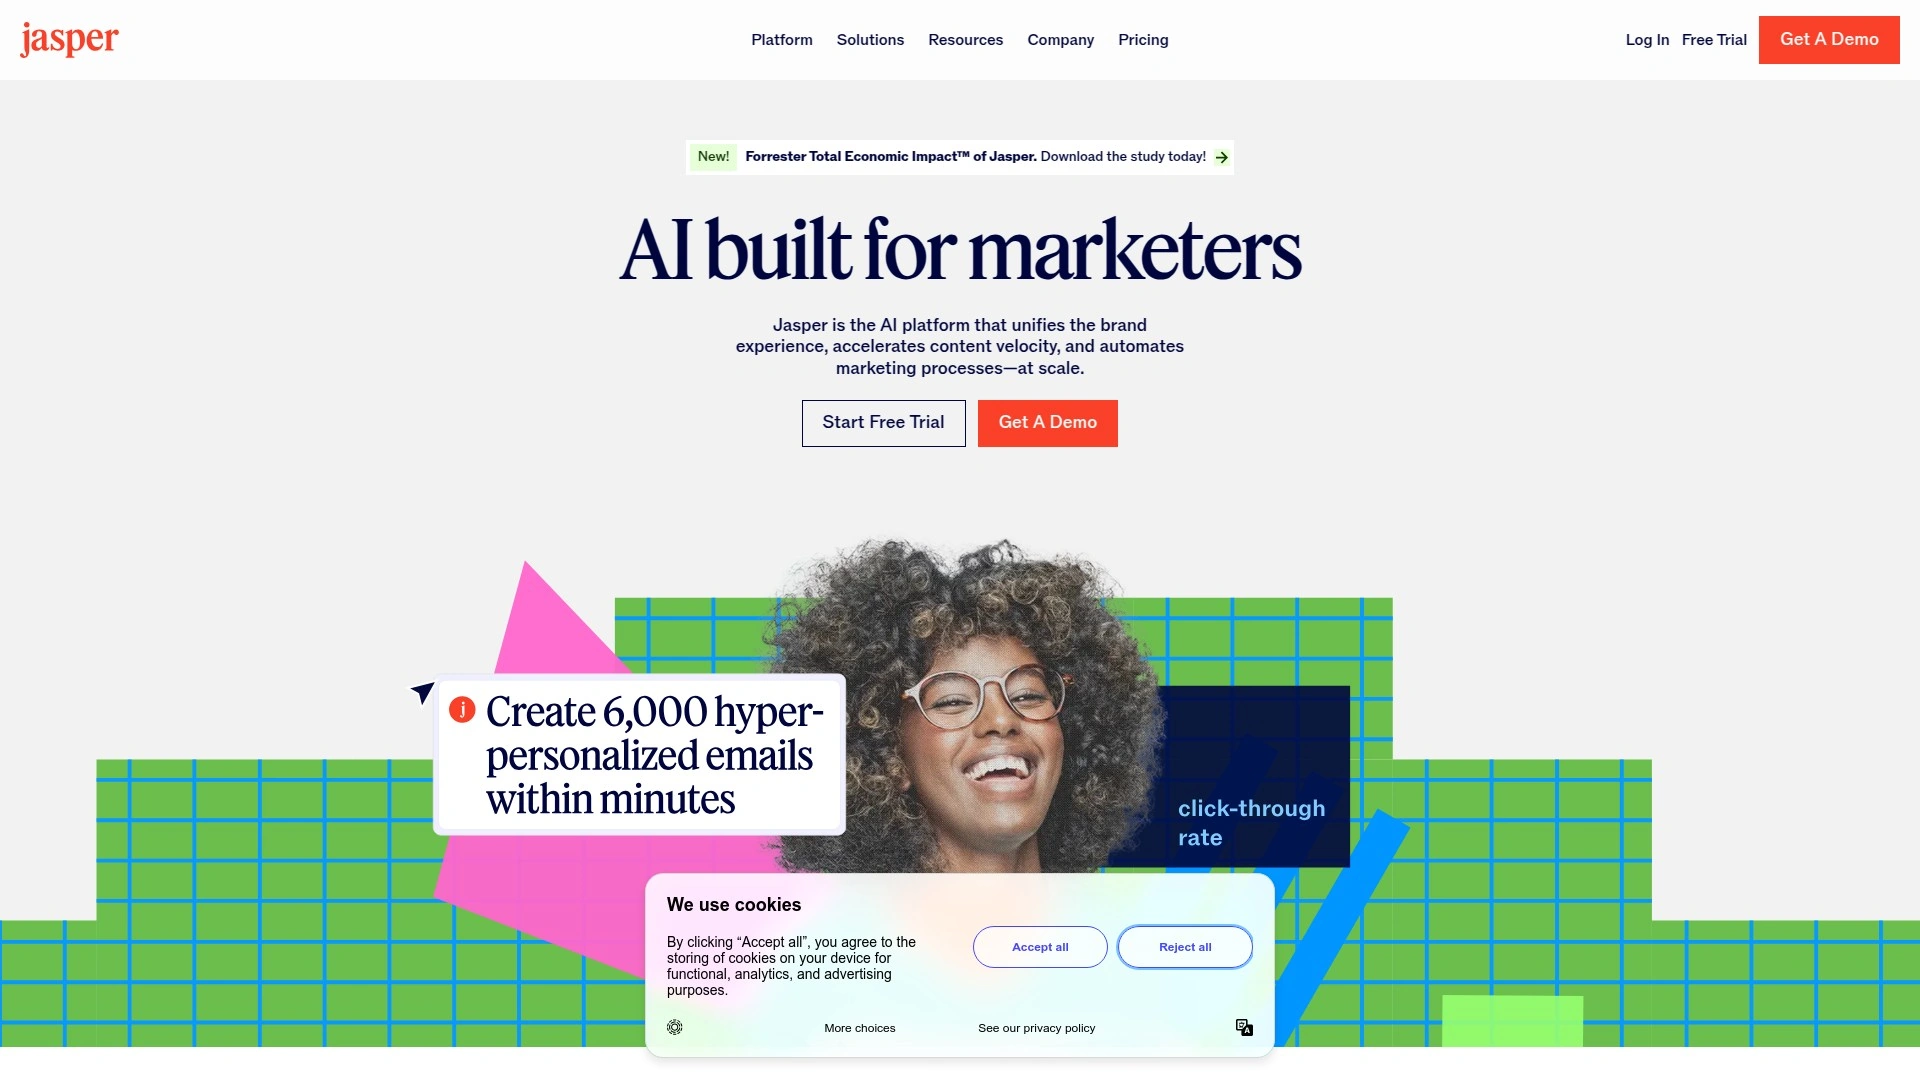 jasper
Platform
Solutions
Resources
Company
Pricing
Log In
Free Trial
Get A Demo
New! Forrester Total Economic Impact™ of Jasper. Download the study today!
AI built for marketers
Jasper is the AI platform that unifies the brand
experience, accelerates content velocity, and automates
marketing processes—at scale.
Start Free Trial
Get A Demo
j
Create 6,000 hyper-
personalized emails
within minutes
click-through
rate
We use cookies
By clicking “Accept all”, you agree to the
storing of cookies on your device for
functional, analytics, and advertising
purposes.
Accept all
Reject all
More choices
See our privacy policy